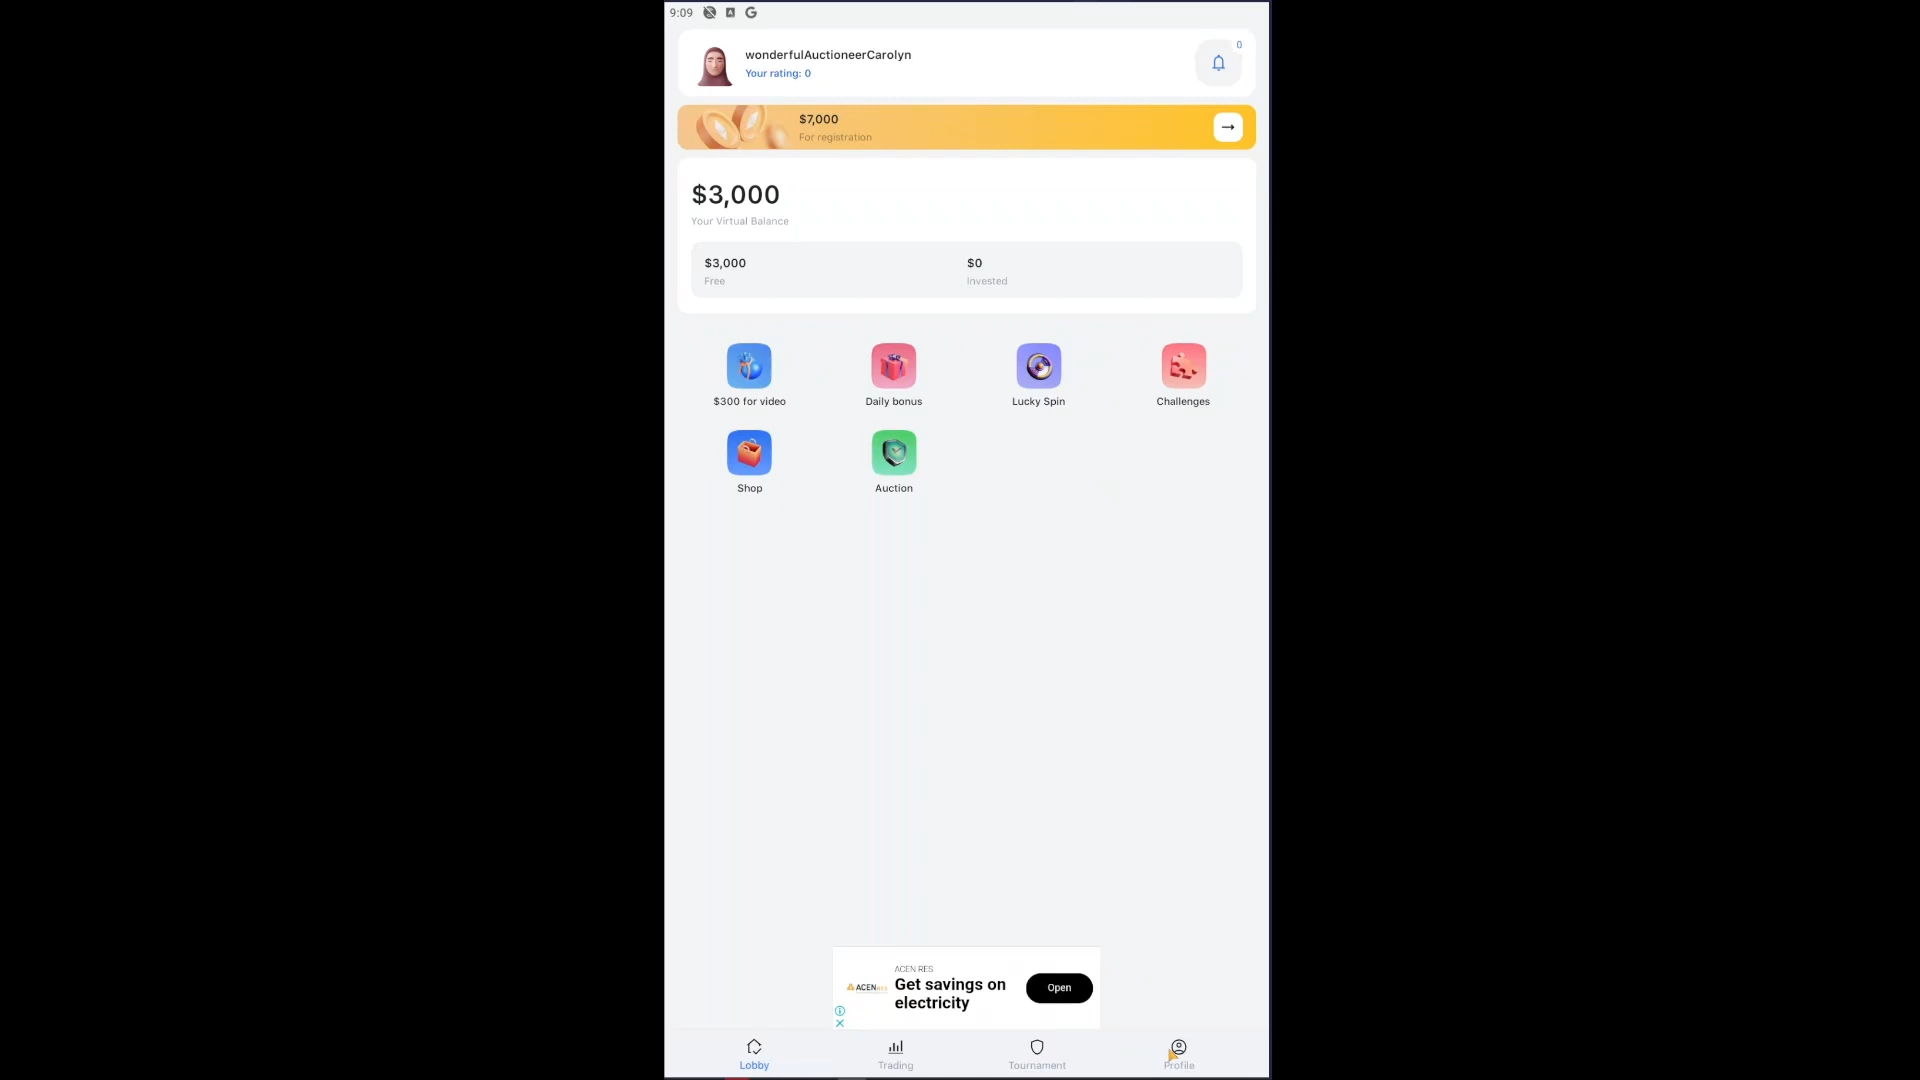 9:09
wonderfulAuctioneerCarolyn
Your rating: 0
0
$7,000
For registration
$3,000
Your Virtual Balance
$3,000
Free
$0
Invested
$300 for video
Daily bonus
Lucky Spin
Challenges
Shop
Auction
ACEN RES
ACEN RES
Get savings on
electricity
Open
Lobby
Trading
Tournament
Profile